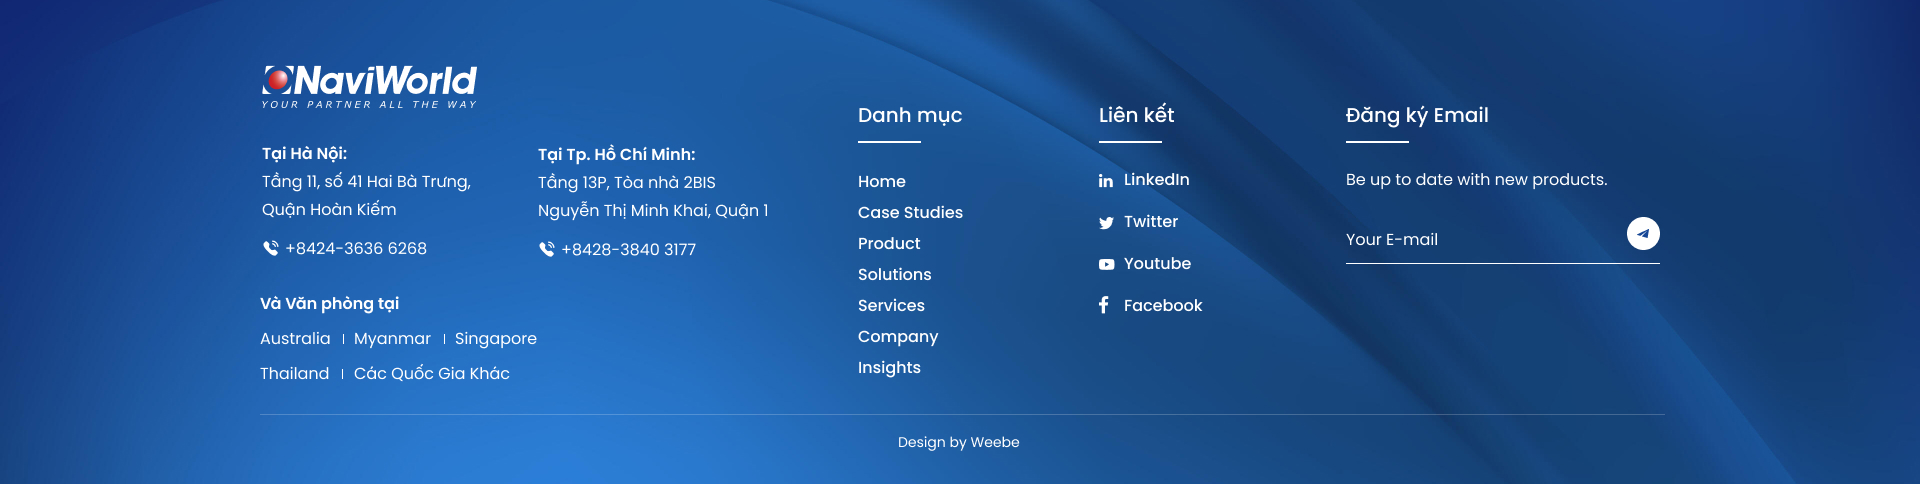 NaviWorld
YOUR PARTNER ALL THE WAY
Tại Hà Nội:
Tầng 11, số 41 Hai Bà Trưng,
Quận Hoàn Kiếm
+8424-3636 6268
Tại Tp. Hồ Chí Minh:
Tầng 13P, Tòa nhà 2BIS
Nguyễn Thị Minh Khai, Quận 1
+8428-3840 3177
Và Văn phòng tại
Australia | Myanmar | Singapore
Thailand | Các Quốc Gia Khác
Danh mục
Home
Case Studies
Product
Solutions
Services
Company
Insights
Liên kết
LinkedIn
Twitter
Youtube
Facebook
Đăng ký Email
Be up to date with new products.
Your E-mail
Design by Weebe